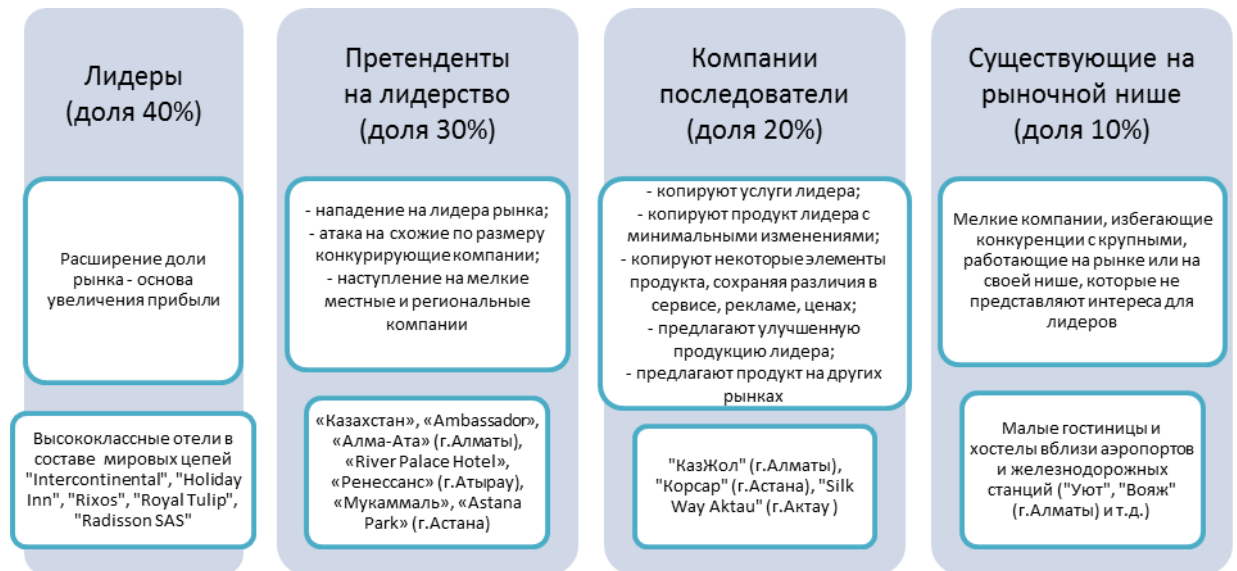 Лидеры
(доля 40%)
Расширение доли
рынка - основа
увеличения прибыли
Высококлассные отели в
составе мировых цепей
"Intercontinental", "Holiday
Inn", "Rixos", "Royal Tulip",
"Radisson SAS"
Претенденты
на лидерство
(доля 30%)
- нападение на лидера рынка;
- атака на схожие по размеру
конкурирующие компании;
- наступление на мелкие
местные и региональные
компании
«Казахстан», «Ambassador»,
«Алма-Ата» (г.Алматы),
«River Palace Hotel»,
«Ренессанс» (г.Атырау),
«Мукаммаль», «Astana
Park» (г.Астана)
Компании
последователи
(доля 20%)
- копируют услуги лидера;
- копируют продукт лидера с
минимальными изменениями;
- копируют некоторые элементы
продукта, сохраняя различия в
сервисе, рекламе, ценах;
- предлагают улучшенную
продукцию лидера;
- предлагают продукт на других
рынках
"КазЖол" (г.Алматы),
"Корсар" (г.Астана), "Silk
Way Aktau" (г.Актау )
Существующие на
рыночной нише
(доля 10%)
Мелкие компании, избегающие
конкуренции с крупными,
работающие на рынке или на
своей нише, которые не
представляют интереса для
лидеров
Малые гостиницы и
хостелы вблизи аэропортов
и железнодорожных
станций ("Уют", "Вояж"
(г.Алматы) и т.д.)